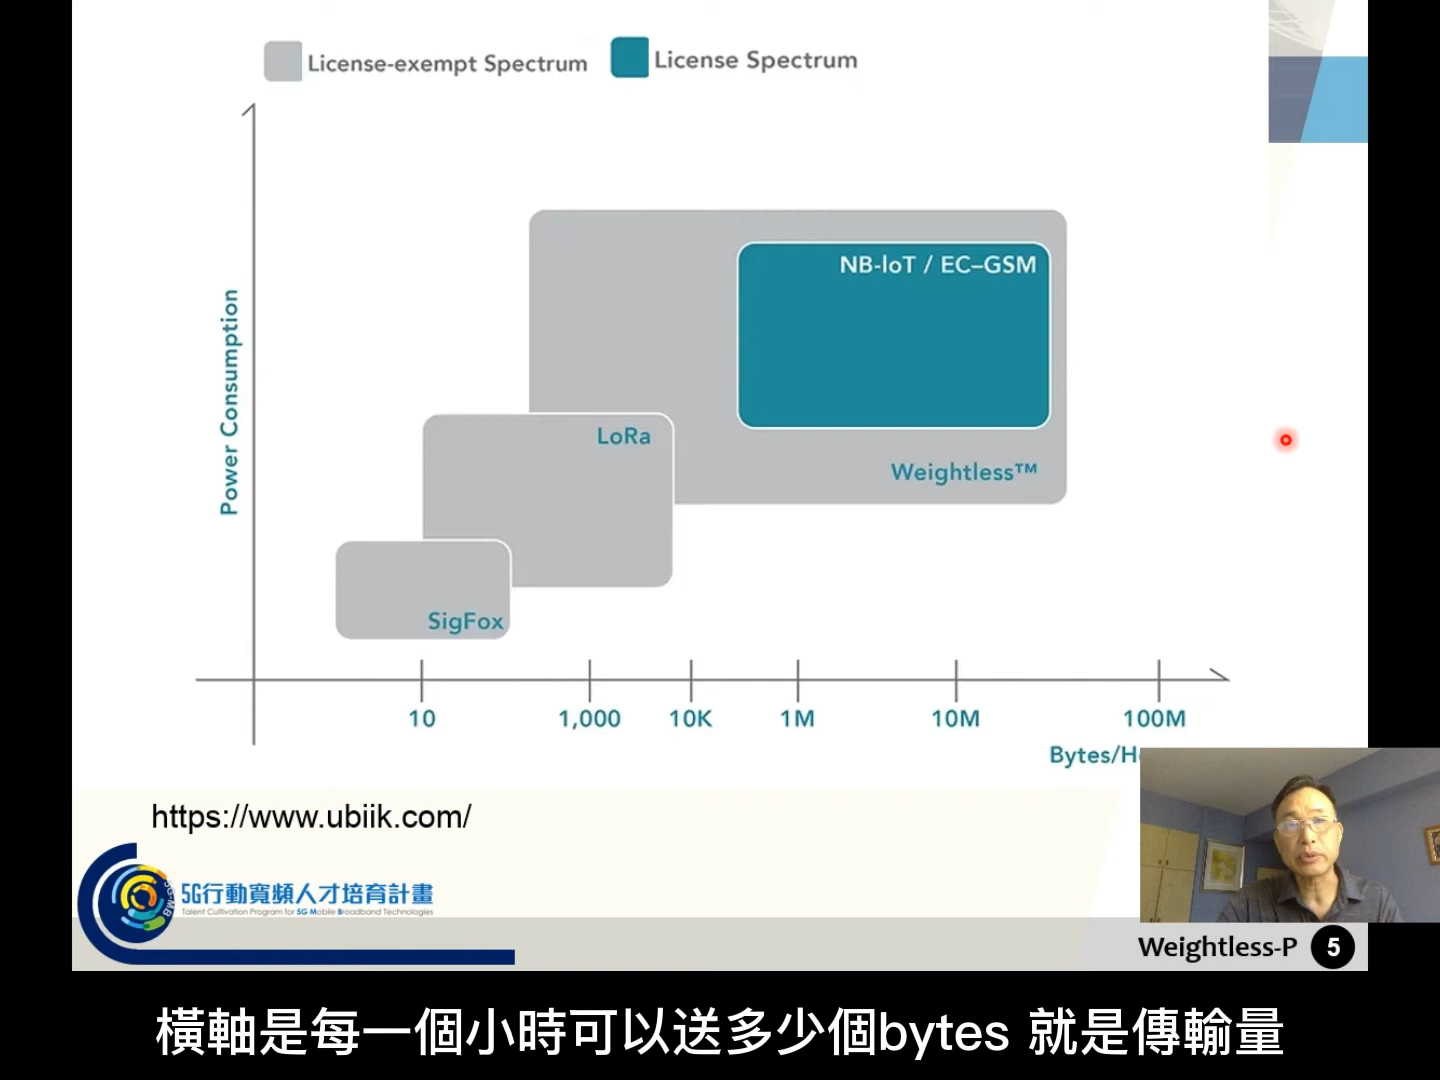 License-exempt Spectrum
License Spectrum
Power Consumption
NB-IoT / EC–GSM
LoRa
Weightless™
SigFox
10
1,000
10K
1M
10M
100M
https://www.ubiik.com/
5G行動寬頻人才培育計畫
Talent Cultivation Program for 5G Mobile Broadband Technologies
Weightless-P
5
橫軸是每一個小時可以送多少個bytes 就是傳輸量